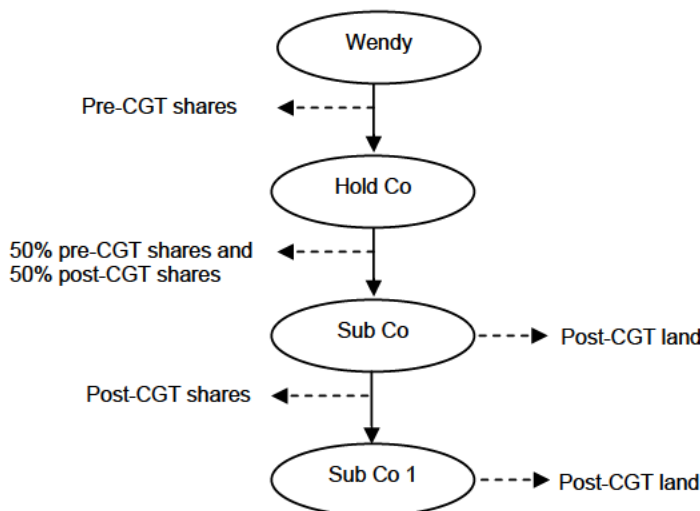 Wendy
Pre-CGT shares
Hold Co
50% pre-CGT shares and
50% post-CGT shares
Sub Co
Post-CGT land
Post-CGT shares
Sub Co 1
Post-CGT land